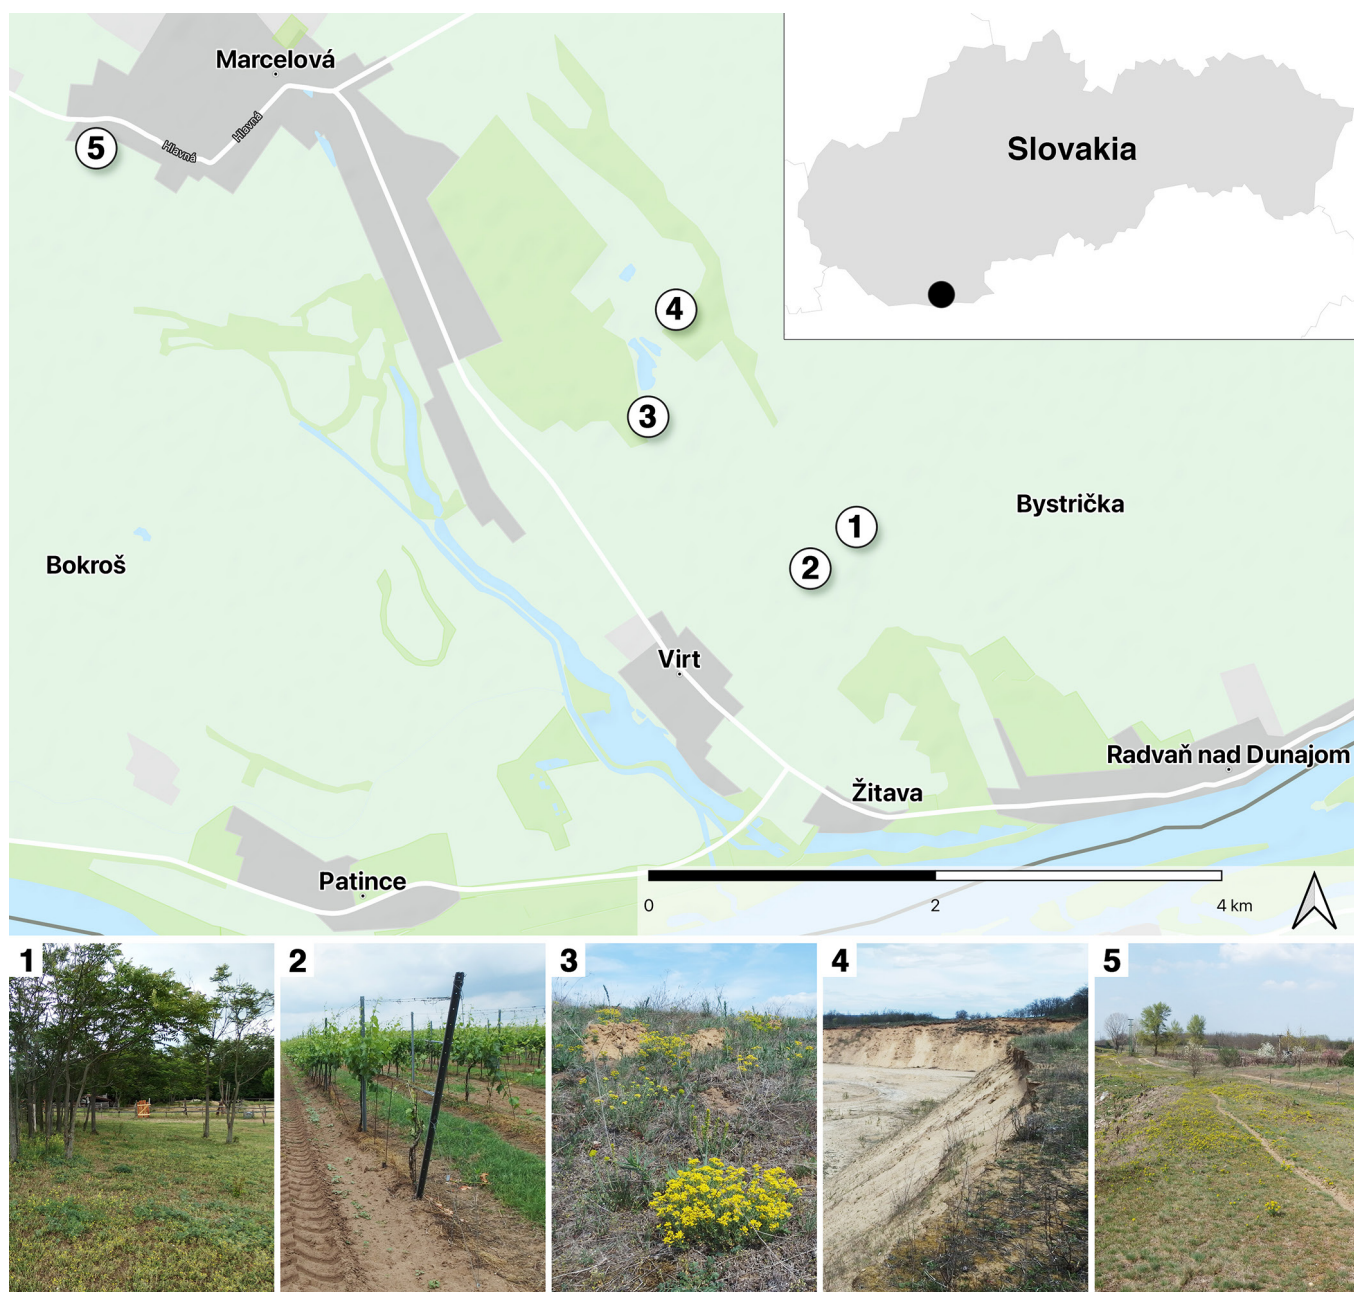 Marcelová
Slovakia
Hlavná
Hlavná
5
4
3
Bystrička
1
2
Bokroš
Virt
Radvaň nad Dunajom
Žitava
Patince
0 2 4 km
1 2 3 4 5